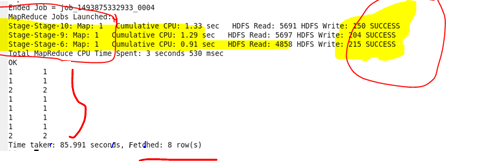 Ended Job = job_1493875332933_0004
MapReduce Jobs Launched:
Stage-Stage-10: Map: 1 Cumulative CPU: 1.33 sec HDFS Read: 5691 HDFS Write: 250 SUCCESS
Stage-Stage-9: Map: 1 Cumulative CPU: 1.29 sec HDFS Read: 5697 HDFS Write: 204 SUCCESS
Stage-Stage-6: Map: 1 Cumulative CPU: 0.91 sec HDFS Read: 4858 HDFS Write: 215 SUCCESS
Total MapReduce CPU Time Spent: 3 seconds 530 msec
OK
1 1
1 1
2 2
1 1
1 1
1 1
1 1
2 2
Time taken: 85.991 seconds, Fetched: 8 row(s)